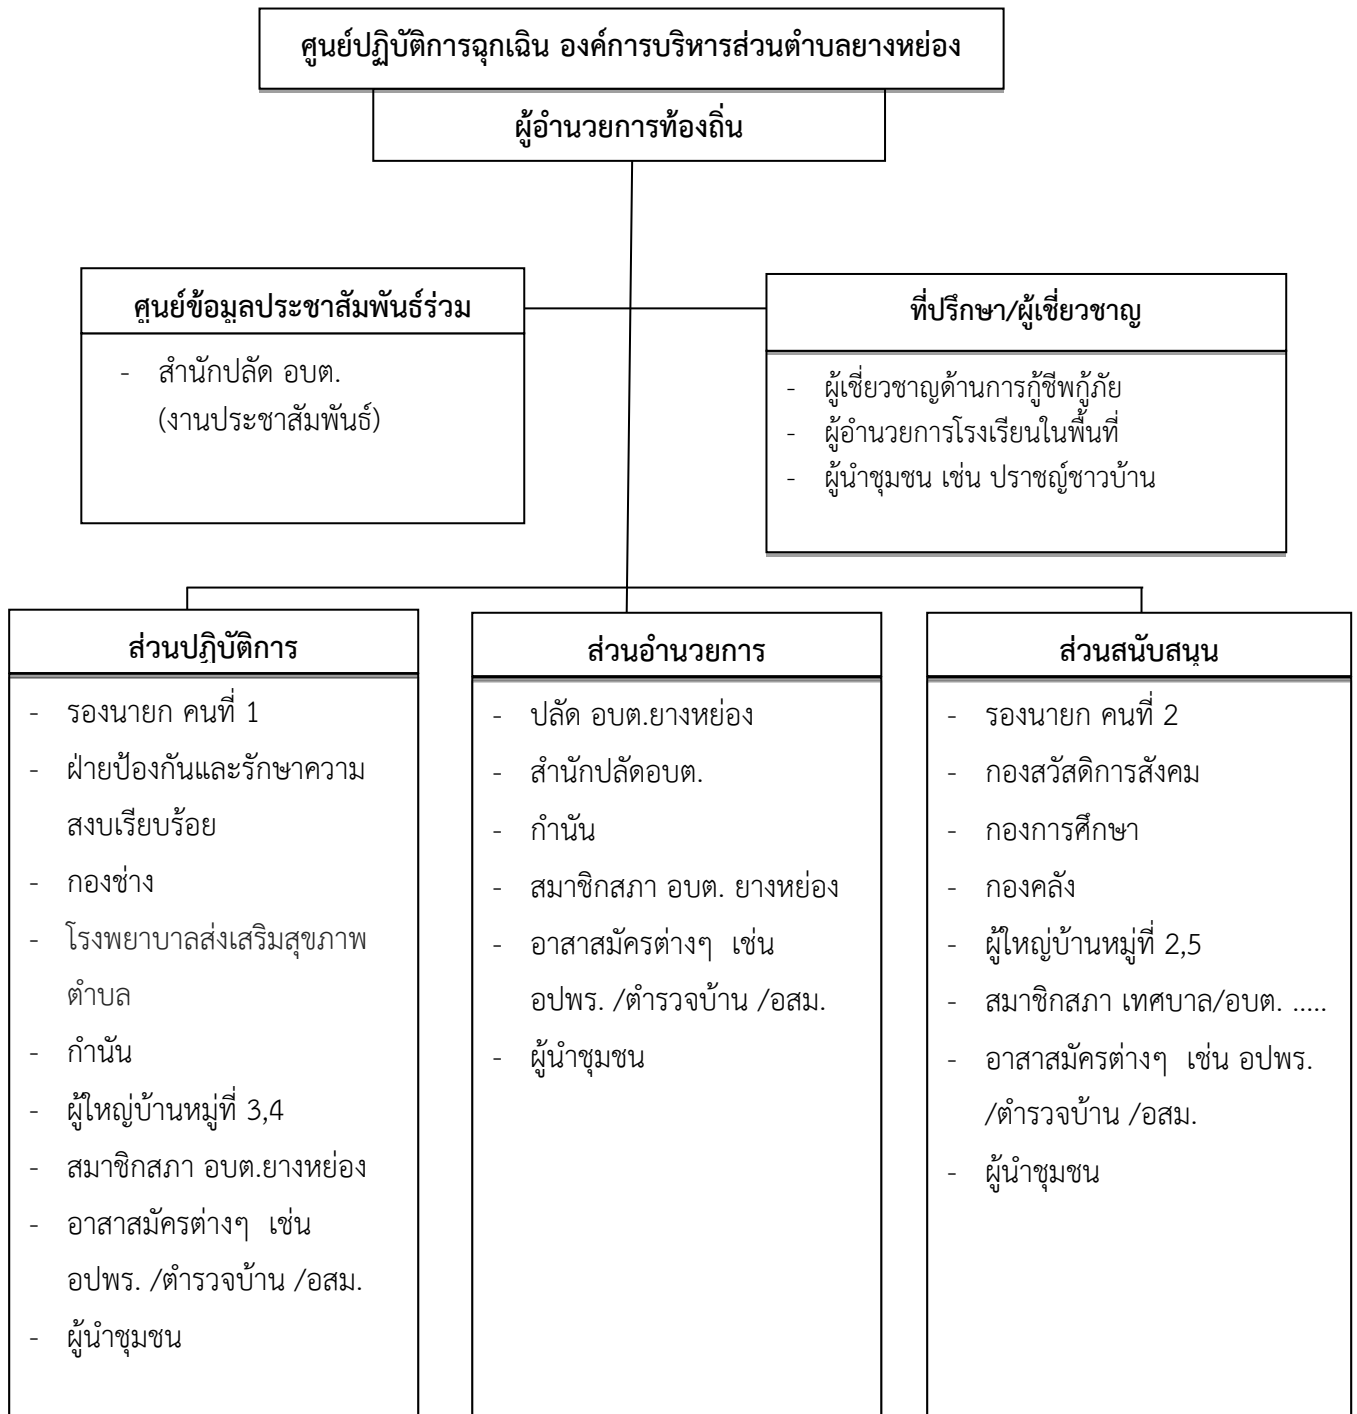 ศูนย์ปฏิบัติการฉุกเฉิน องค์การบริหารส่วนตำบลยางหย่อง
ผู้อำนวยการท้องถิ่น
ศูนย์ข้อมูลประชาสัมพันธ์ร่วม
- สำนักปลัด อบต.
(งานประชาสัมพันธ์)
ที่ปรึกษา/ผู้เชี่ยวชาญ
- ผู้เชี่ยวชาญด้านการกู้ชีพกู้ภัย
- ผู้อำนวยการโรงเรียนในพื้นที่
- ผู้นำชุมชน เช่น ปราชญ์ชาวบ้าน
ส่วนปฏิบัติการ
- รองนายก คนที่ 1
- ฝ่ายป้องกันและรักษาความ
สงบเรียบร้อย
- กองช่าง
- โรงพยาบาลส่งเสริมสุขภาพ
ตำบล
- กำนัน
- ผู้ใหญ่บ้านหมู่ที่ 3,4
- สมาชิกสภา อบต.ยางหย่อง
- อาสาสมัครต่างๆ เช่น
อปพร. /ตำรวจบ้าน /อสม.
- ผู้นำชุมชน
ส่วนอำนวยการ
- ปลัด อบต.ยางหย่อง
- สำนักปลัดอบต.
- กำนัน
- สมาชิกสภา อบต. ยางหย่อง
- อาสาสมัครต่างๆ เช่น
อปพร. /ตำรวจบ้าน /อสม.
- ผู้นำชุมชน
ส่วนสนับสนุน
- รองนายก คนที่ 2
- กองสวัสดิการสังคม
- กองการศึกษา
- กองคลัง
- ผู้ใหญ่บ้านหมู่ที่ 2,5
- สมาชิกสภา เทศบาล/อบต. .....
- อาสาสมัครต่างๆ เช่น อปพร.
/ตำรวจบ้าน /อสม.
- ผู้นำชุมชน